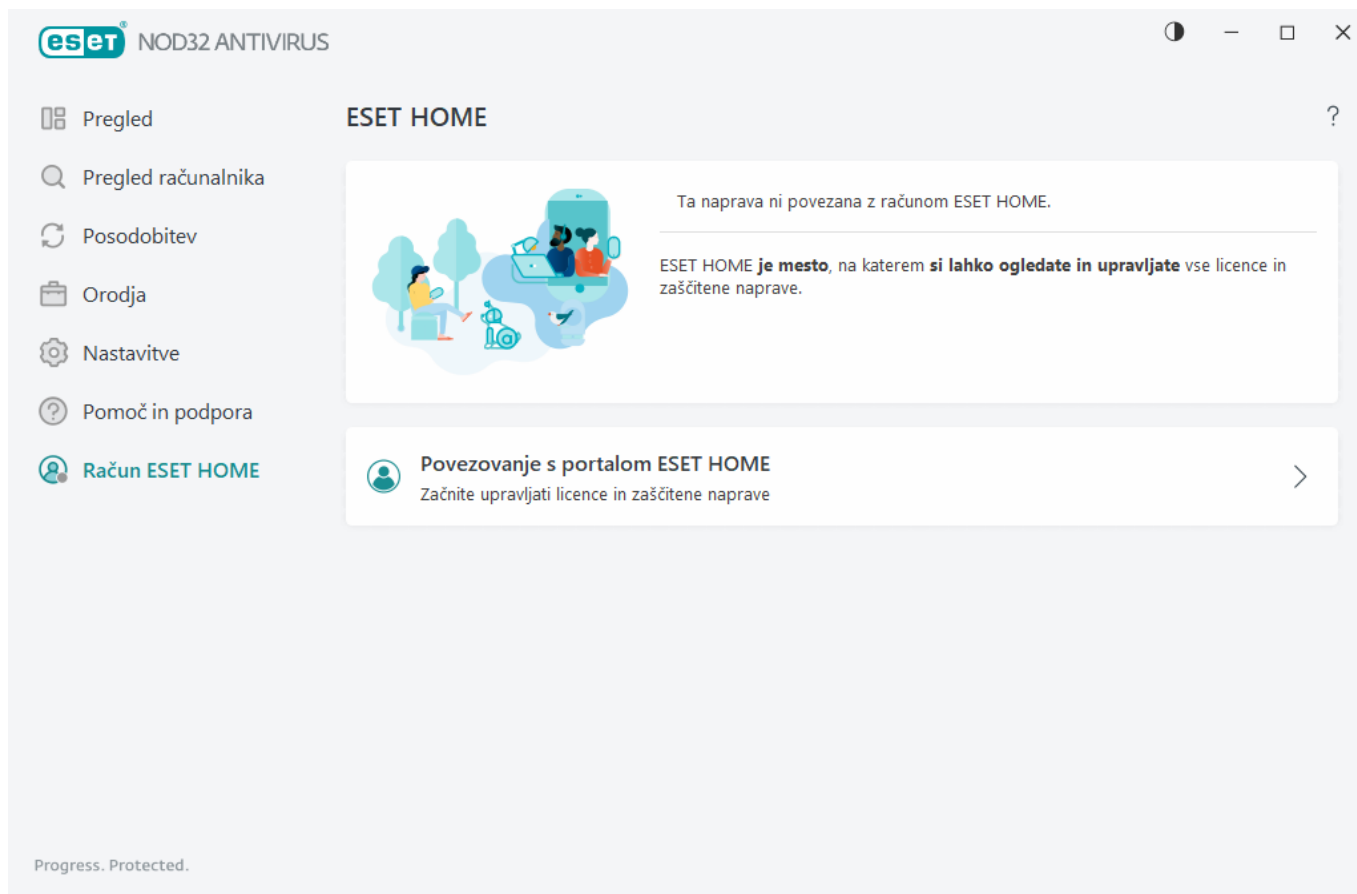 eset® NOD32 ANTIVIRUS
Pregled
Pregled računalnika
Posodobitev
Orodja
Nastavitve
Pomoč in podpora
Račun ESET HOME
ESET HOME
?
Ta naprava ni povezana z računom ESET HOME.
ESET HOME je mesto, na katerem si lahko ogledate in upravljate vse licence in
zaščitene naprave.
Povezovanje s portalom ESET HOME
Začnite upravljati licence in zaščitene naprave
Progress. Protected.